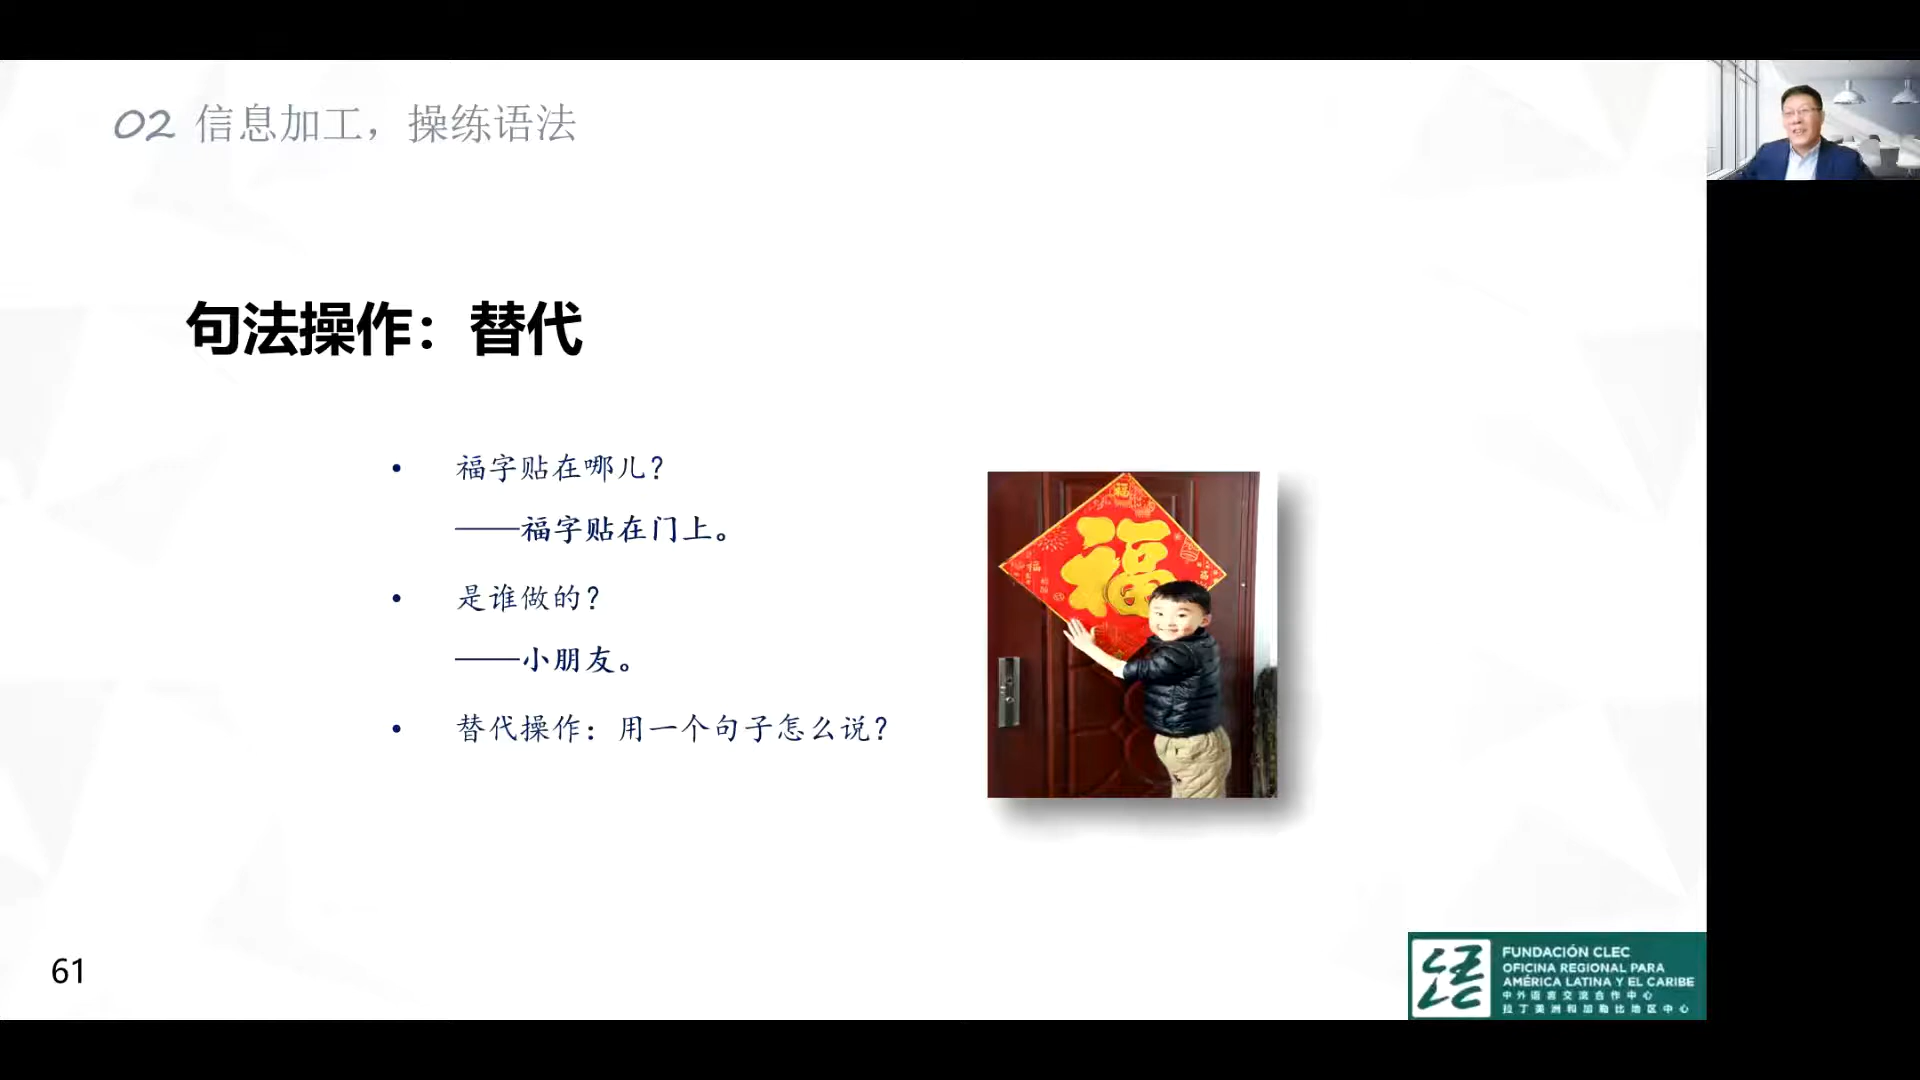 02 信息加工，操练语法
句法操作：替代
• 福字贴在哪儿？
——福字贴在门上。
• 是谁做的？
——小朋友。
• 替代操作：用一个句子怎么说？
福
福
61
FUNDACIÓN CLEC
OFICINA REGIONAL PARA
AMÉRICA LATINA Y EL CARIBE
中外语言交流合作中心
拉丁美洲和加勒比地区中心